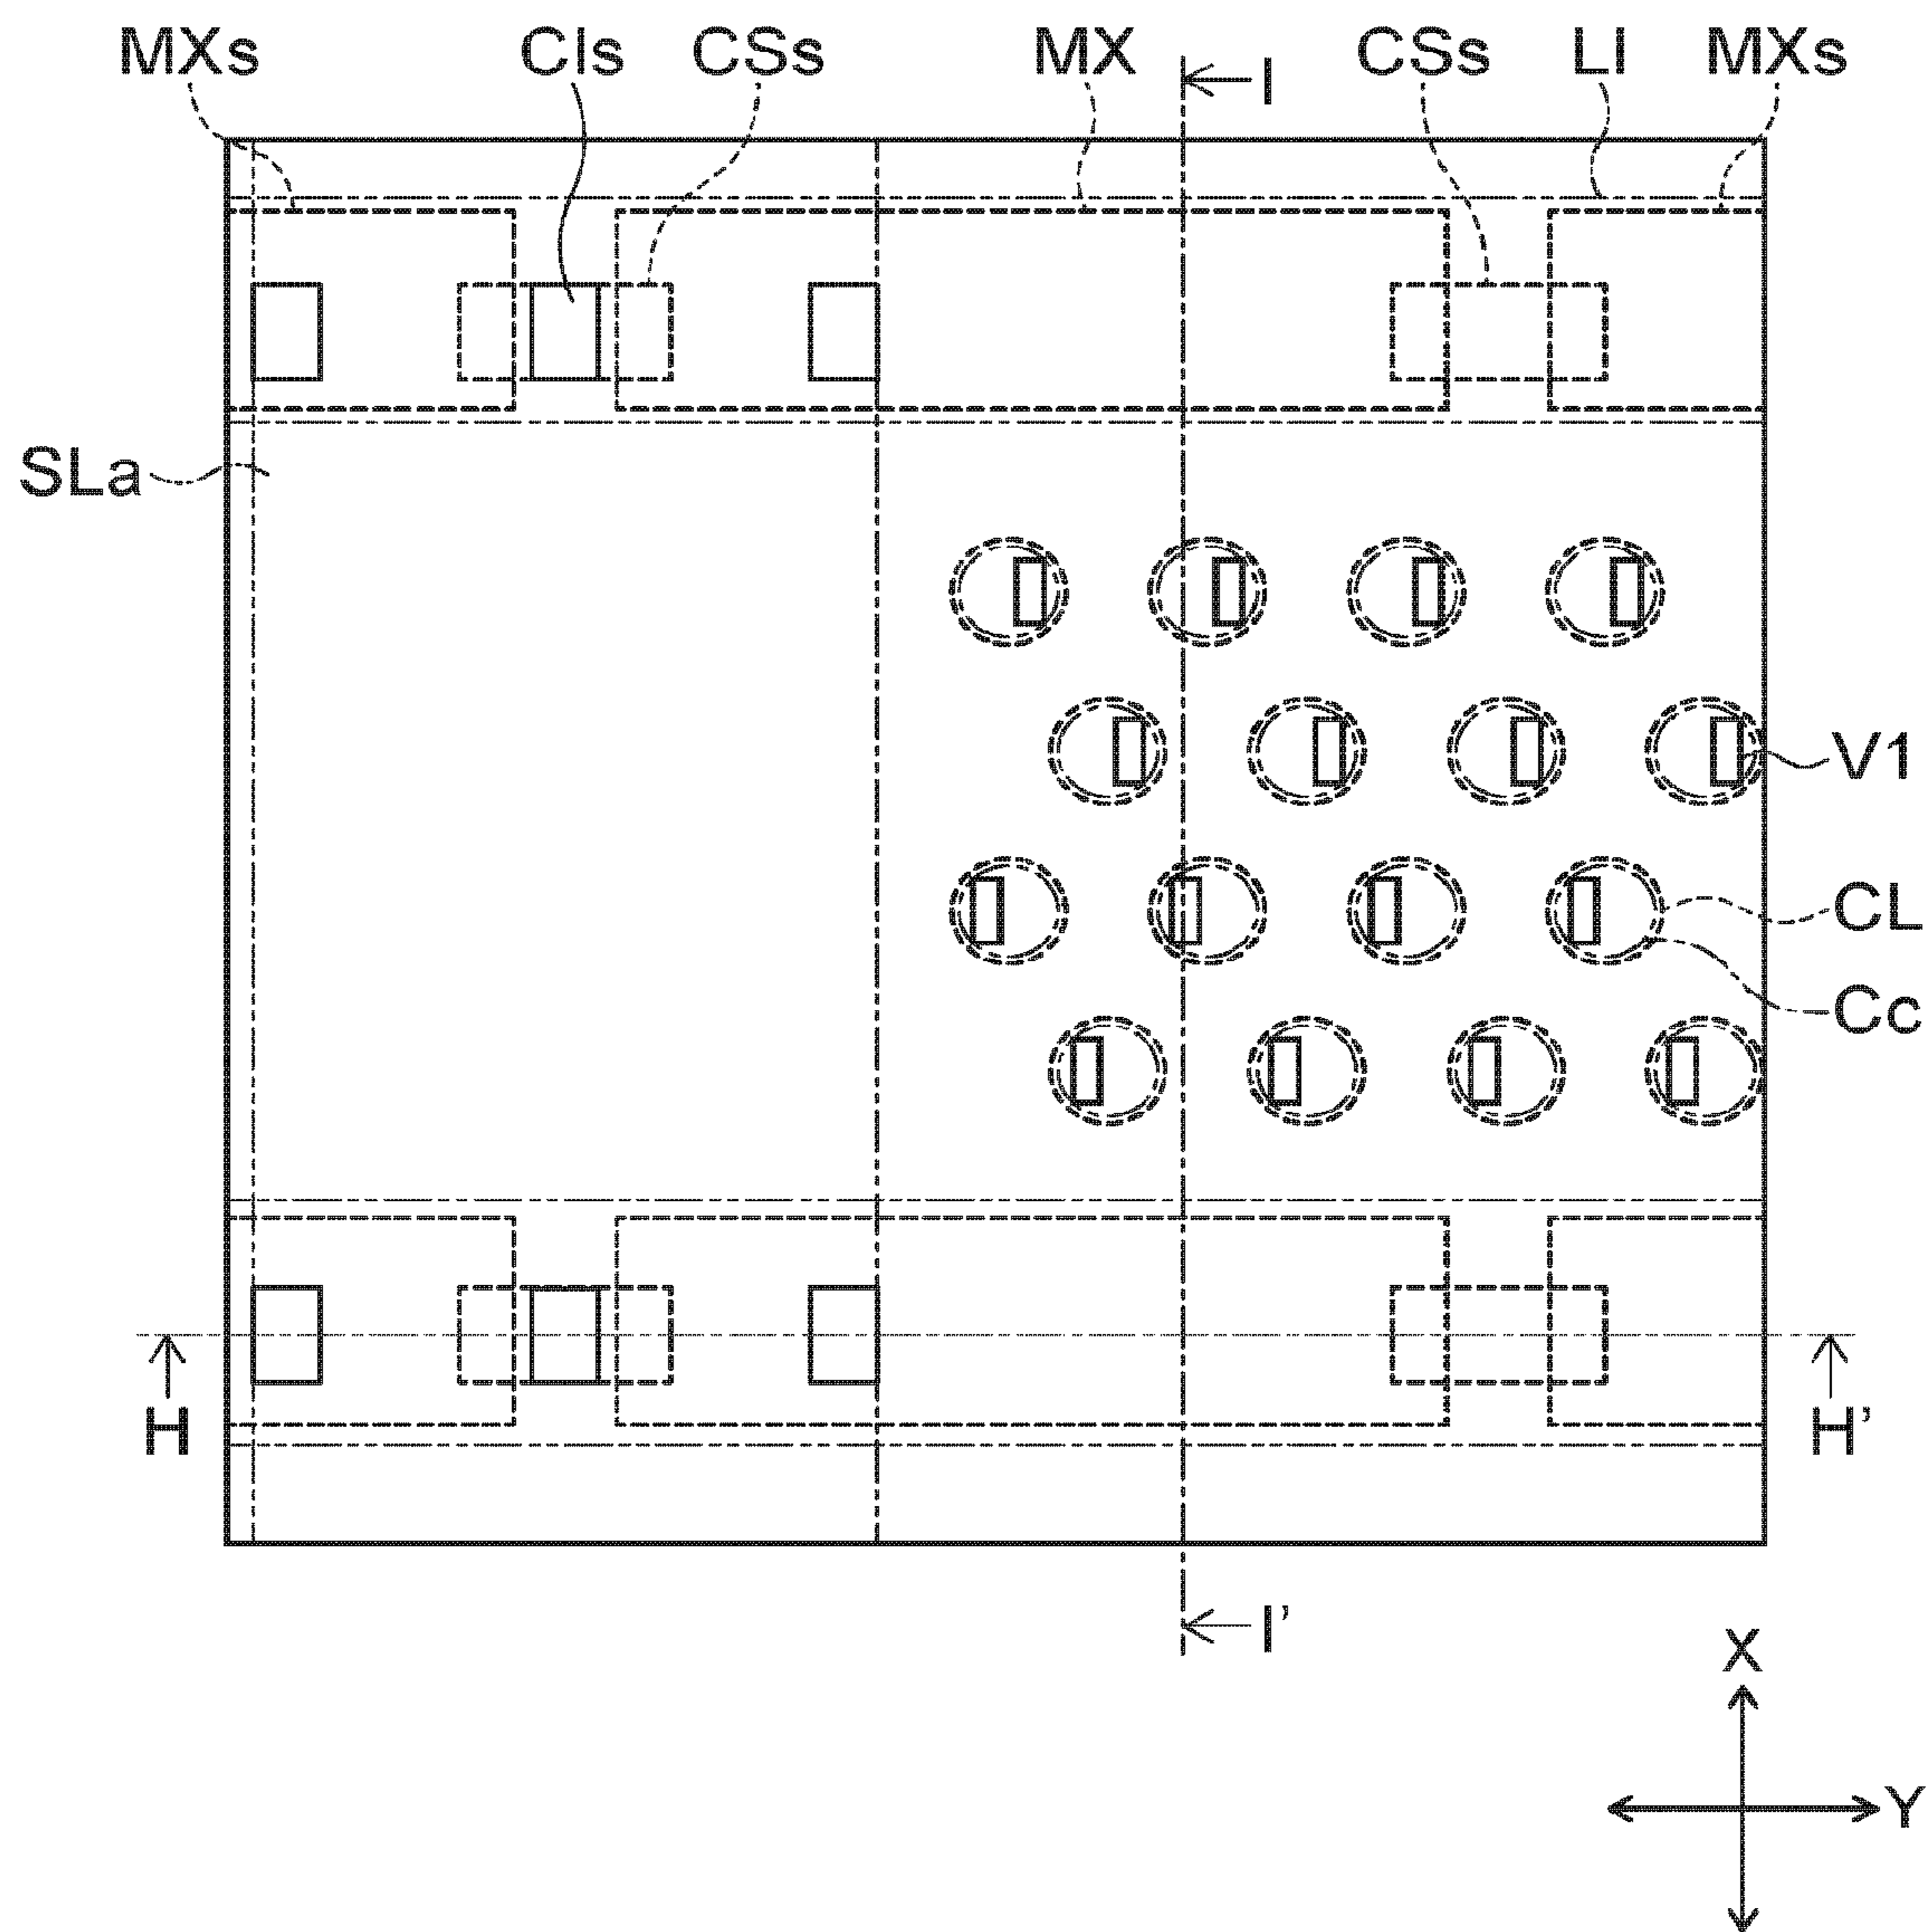 MXs CIs CSs MX I CSs LI MXs
SLa
V1
CL
Cc
H H’
I’
X
Y